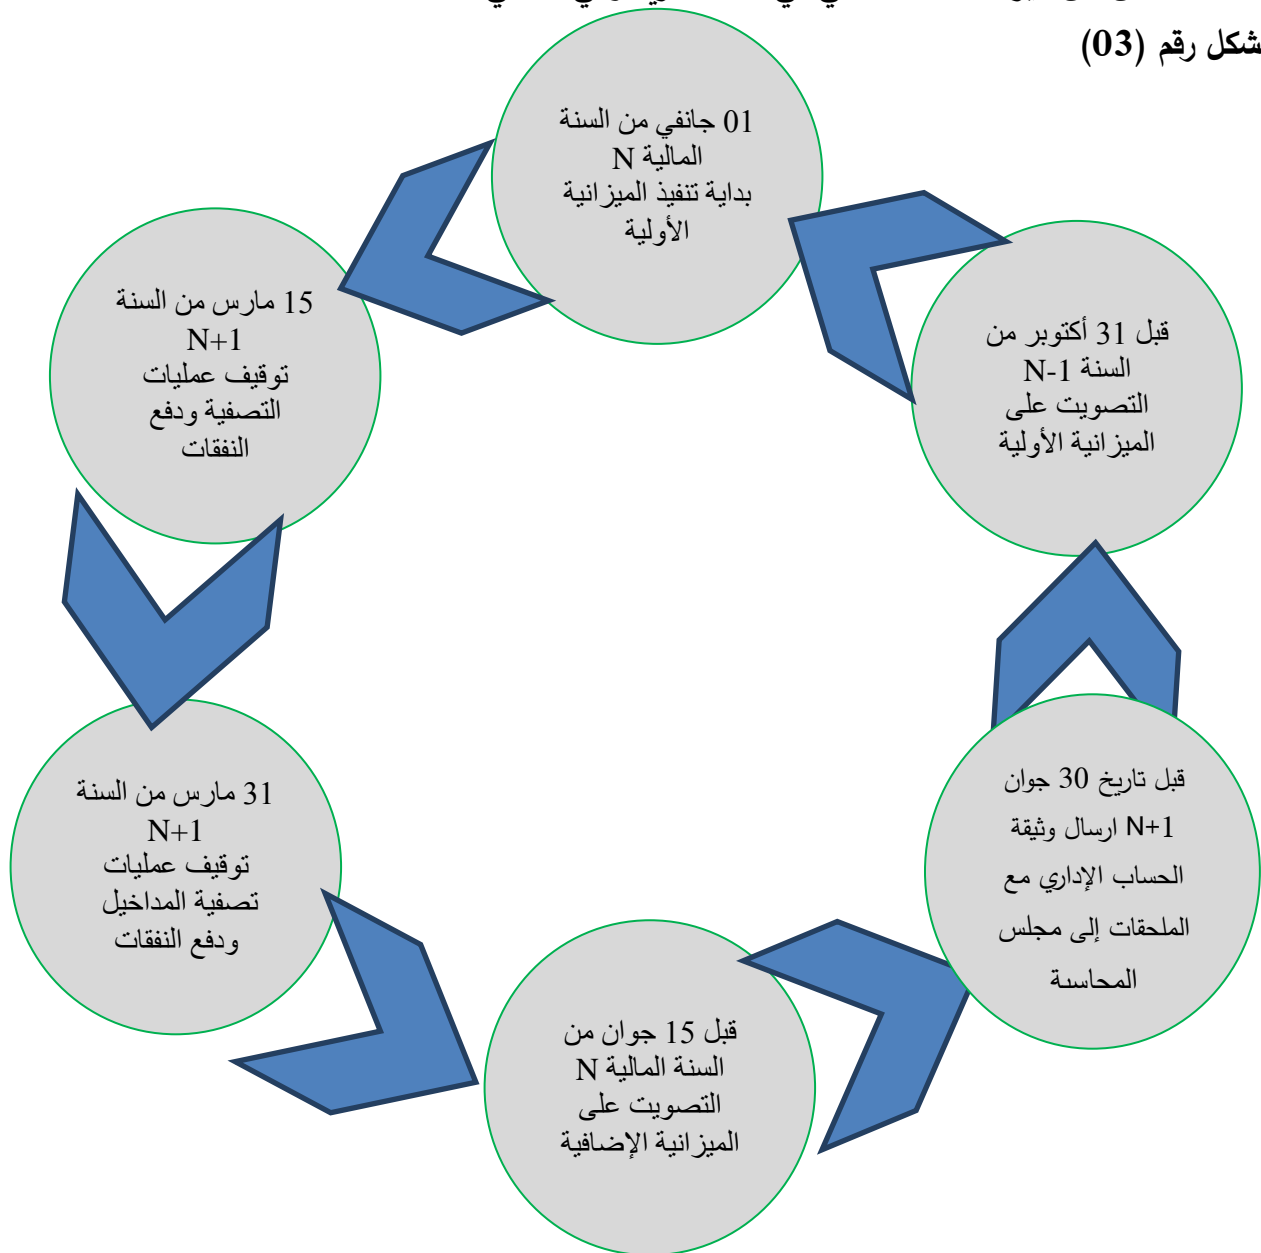 شكل رقم (03)
01 جانفي من السنة
المالية N
بداية تنفيذ الميزانية
الأولية
قبل 31 أكتوبر من
السنة N-1
التصويت على
الميزانية الأولية
15 مارس من السنة
N+1
توقيف عمليات
التصفية ودفع
النفقات
31 مارس من السنة
N+1
توقيف عمليات
تصفية المداخيل
ودفع النفقات
قبل تاريخ 30 جوان
N+1 ارسال وثيقة
الحساب الإداري مع
الملحقات إلى مجلس
المحاسبة
قبل 15 جوان من
السنة المالية N
التصويت على
الميزانية الإضافية